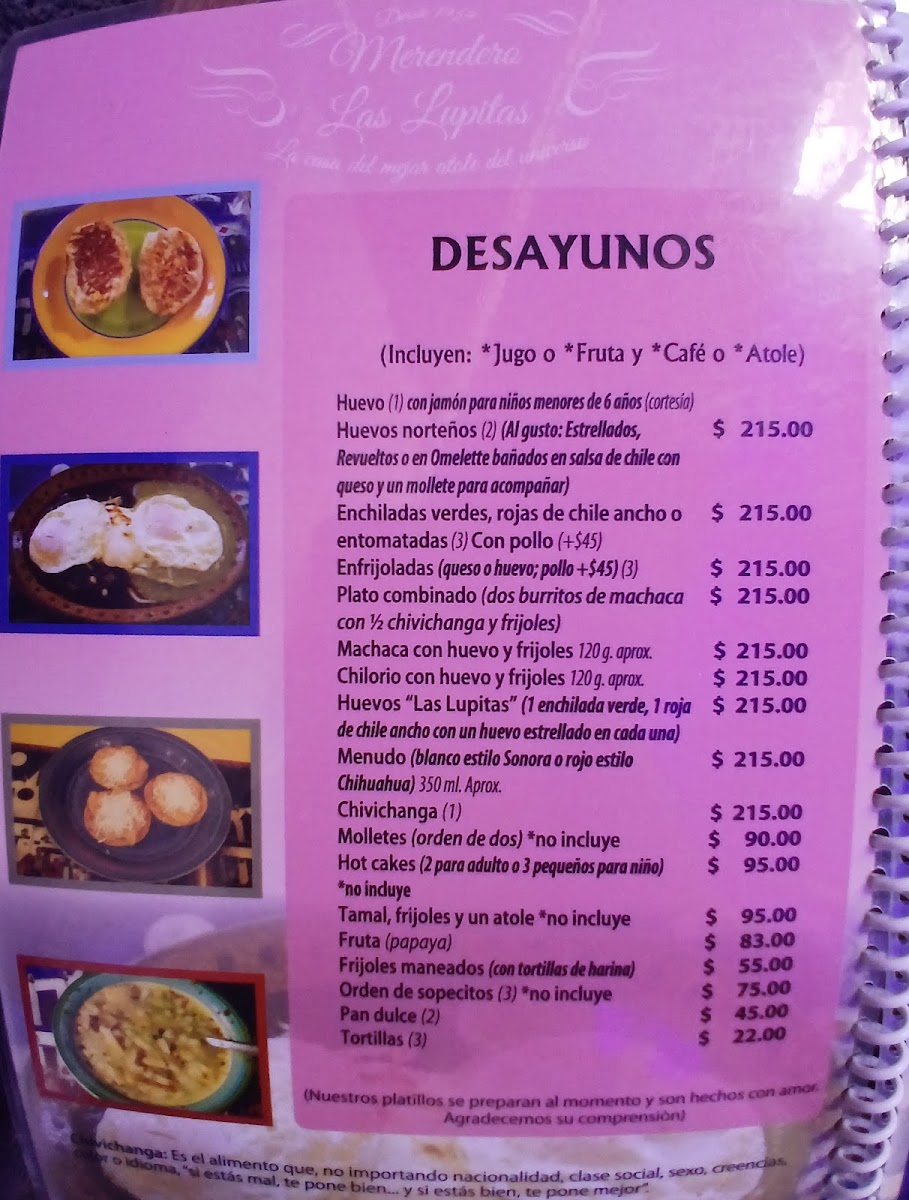 Merendero
Las Lupitas
La casa del mejor atole del universo
DESAYUNOS
(Incluyen: *Jugo o *Fruta y *Café o *Atole)
Huevo (1) con jamón para niños menores de 6 años (cortesía)
Huevos norteños (2) (Al gusto: Estrellados, $ 215.00
Revueltos o en Omelette bañados en salsa de chile con
queso y un mollete para acompañar)
Enchiladas verdes, rojas de chile ancho o $ 215.00
entomatadas (3) Con pollo (+$45)
Enfrijoladas (queso o huevo; pollo +$45) (3) $ 215.00
Plato combinado (dos burritos de machaca $ 215.00
con ½ chivichanga y frijoles)
Machaca con huevo y frijoles 120 g. aprox. $ 215.00
Chilorio con huevo y frijoles 120 g. aprox. $ 215.00
Huevos “Las Lupitas” (1 enchilada verde, 1 roja $ 215.00
de chile ancho con un huevo estrellado en cada una)
Menudo (blanco estilo Sonora o rojo estilo $ 215.00
Chihuahua) 350 ml. Aprox.
Chivichanga (1) $ 215.00
Molletes (orden de dos) *no incluye $ 90.00
Hot cakes (2 para adulto o 3 pequeños para niño) $ 95.00
*no incluye
Tamal, frijoles y un atole *no incluye $ 95.00
Fruta (papaya) $ 83.00
Frijoles maneados (con tortillas de harina) $ 55.00
Orden de sopecitos (3) *no incluye $ 75.00
Pan dulce (2) $ 45.00
Tortillas (3) $ 22.00
(Nuestros platillos se preparan al momento y son hechos con amor.
Agradecemos su comprensión)
Chivichanga: Es el alimento que, no importando nacionalidad, clase social, sexo, creencias,
color o idioma, "si estás mal, te pone bien... y si estás bien, te pone mejor".